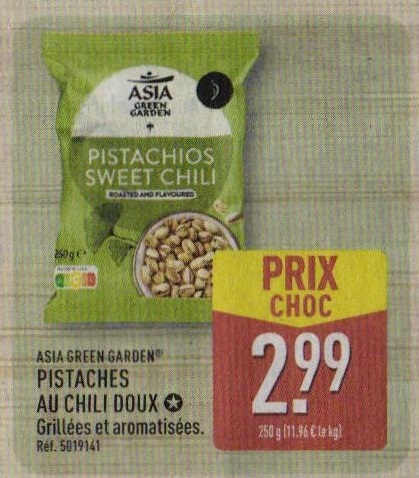 ASIA
GREEN
GARDEN
PISTACHIOS
SWEET CHILI
ROASTED AND FLAVOURED
250g e
PRIX
CHOC
2.99
250 g (11.96 € le kg)
ASIA GREEN GARDEN®
PISTACHES
AU CHILI DOUX
Grillées et aromatisées.
Réf. 5019141